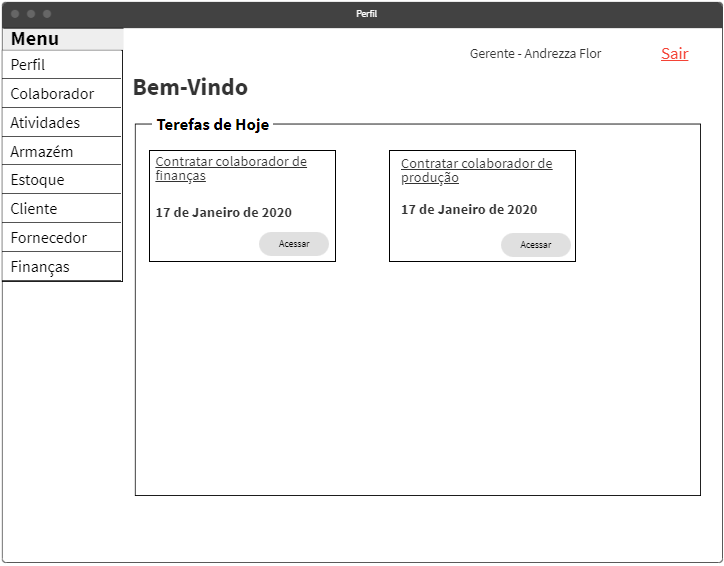 Perfil
Menu
Perfil
Colaborador
Atividades
Armazém
Estoque
Cliente
Fornecedor
Finanças
Gerente - Andrezza Flor
Sair
Bem-Vindo
Terefas de Hoje
Contratar colaborador de
finanças
17 de Janeiro de 2020
Acessar
Contratar colaborador de
produção
17 de Janeiro de 2020
Acessar